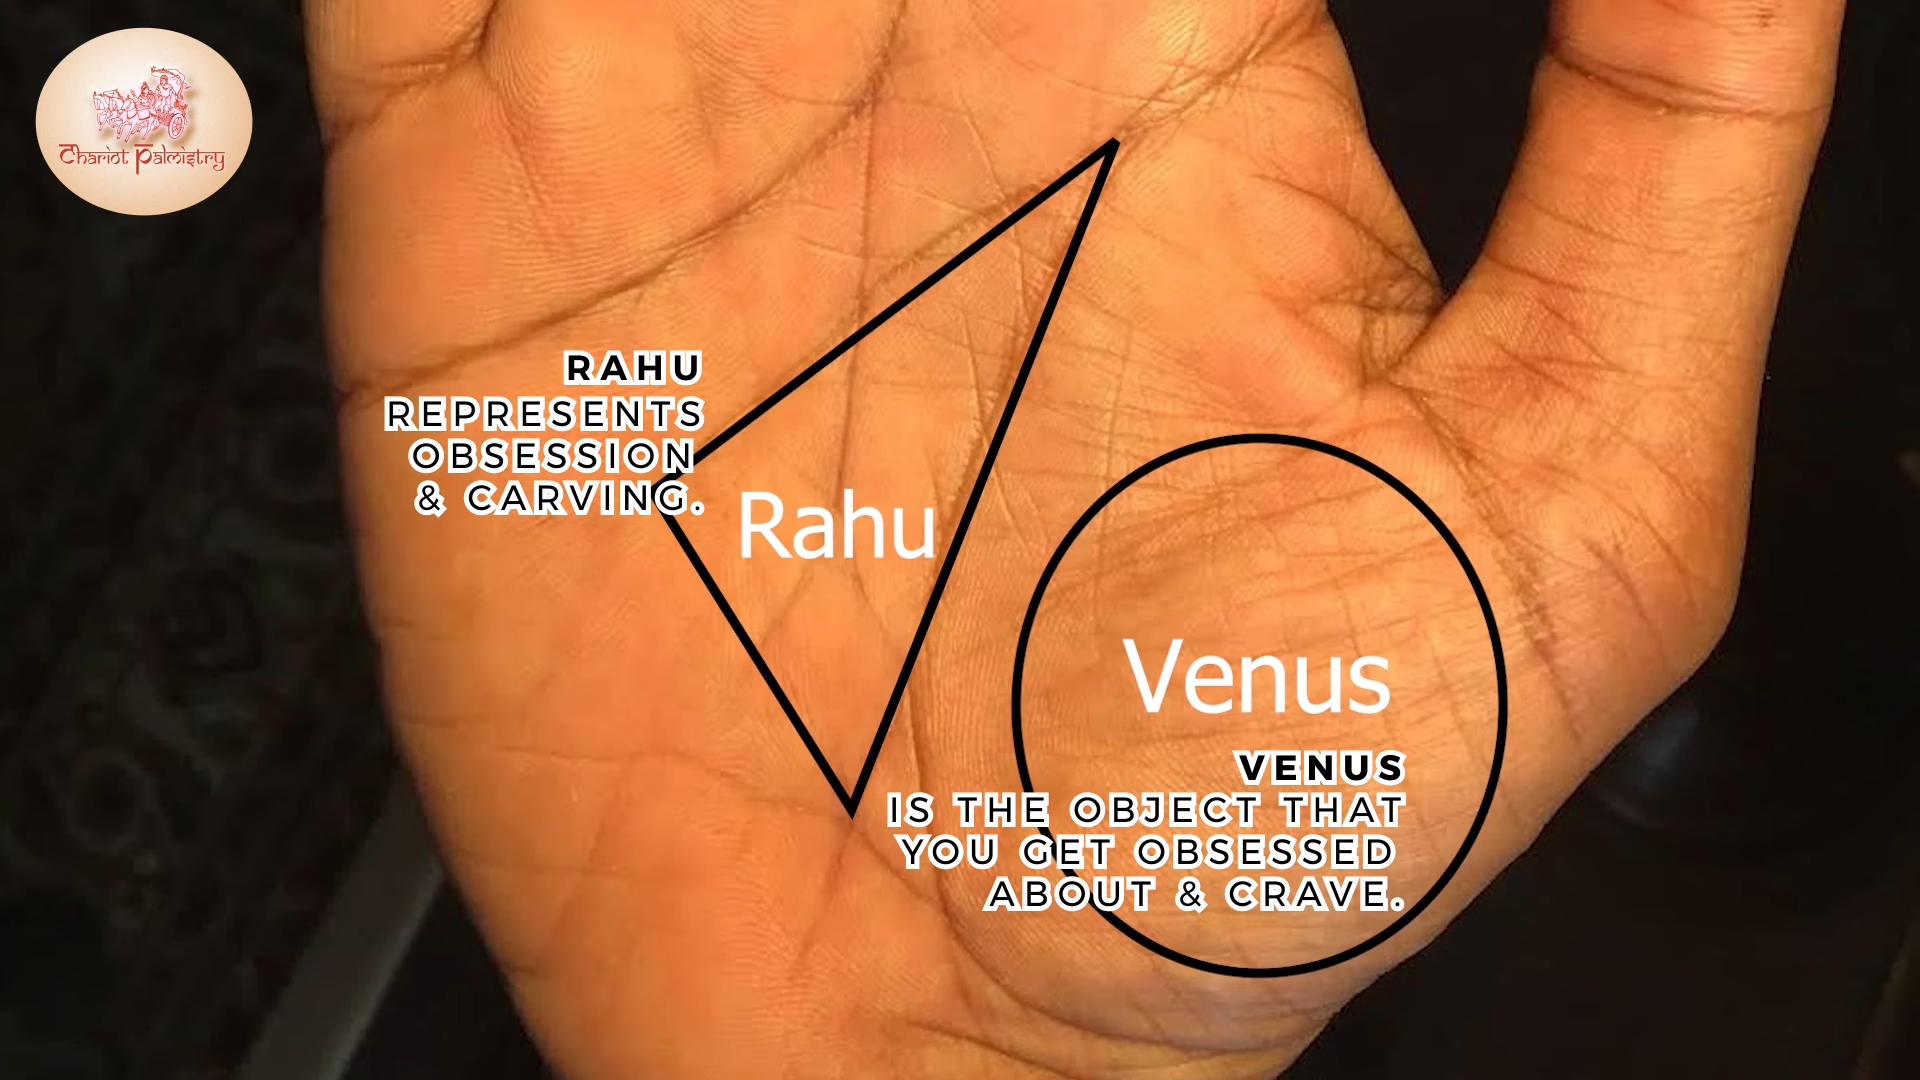 Chariot Palmistry
RAHU
REPRESENTS
OBSESSION
& CARVING.
Rahu
Venus
VENUS
IS THE OBJECT THAT
YOU GET OBSESSED
ABOUT & CRAVE.